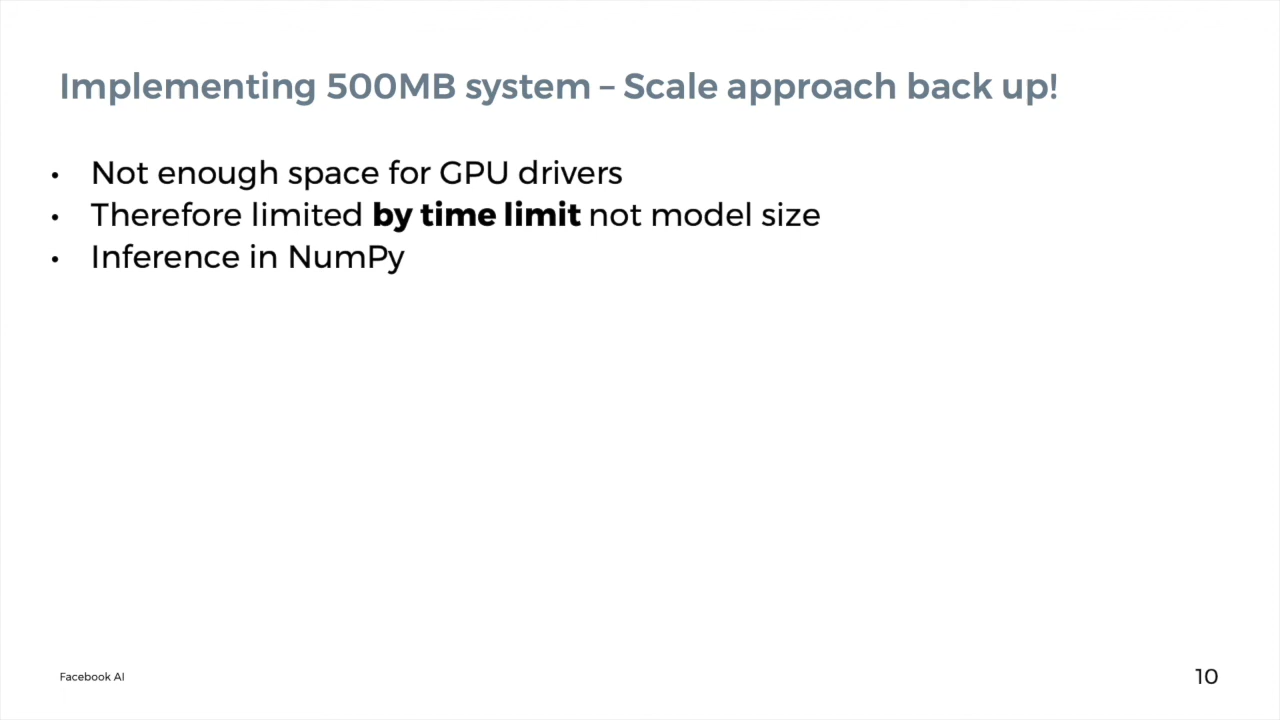 Implementing 500MB system – Scale approach back up!
• Not enough space for GPU drivers
• Therefore limited by time limit not model size
• Inference in NumPy
Facebook AI
10